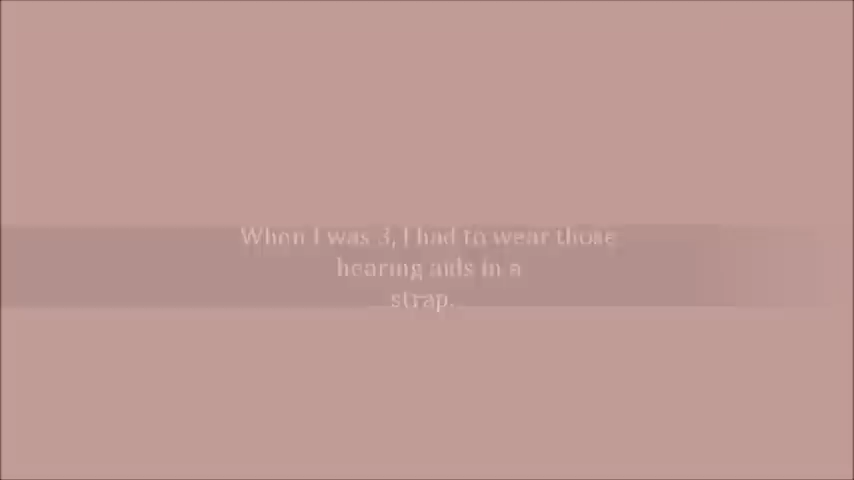 When I was 3, I had to wear those
hearing aids in a
strap.